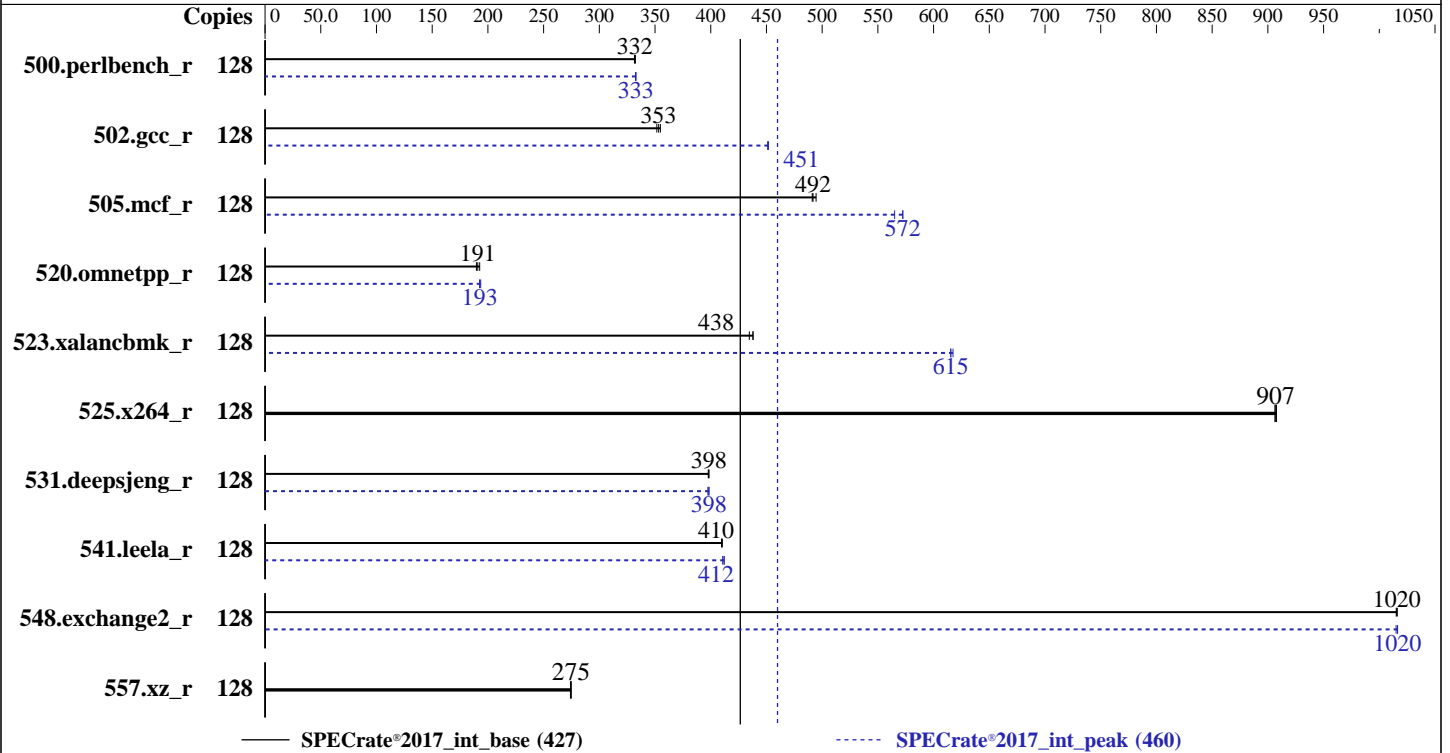 Copies 0 50.0 100 150 200 250 300 350 400 450 500 550 600 650 700 750 800 850 900 950 1050
332
500.perlbench_r 128
333
353
502.gcc_r 128
451
492
505.mcf_r 128
572
191
520.omnetpp_r 128
193
438
523.xalancbmk_r 128
615
907
525.x264_r 128
398
531.deepsjeng_r 128
398
410
541.leela_r 128
412
1020
548.exchange2_r 128
1020
275
557.xz_r 128
SPECrate®2017_int_base (427) SPECrate®2017_int_peak (460)